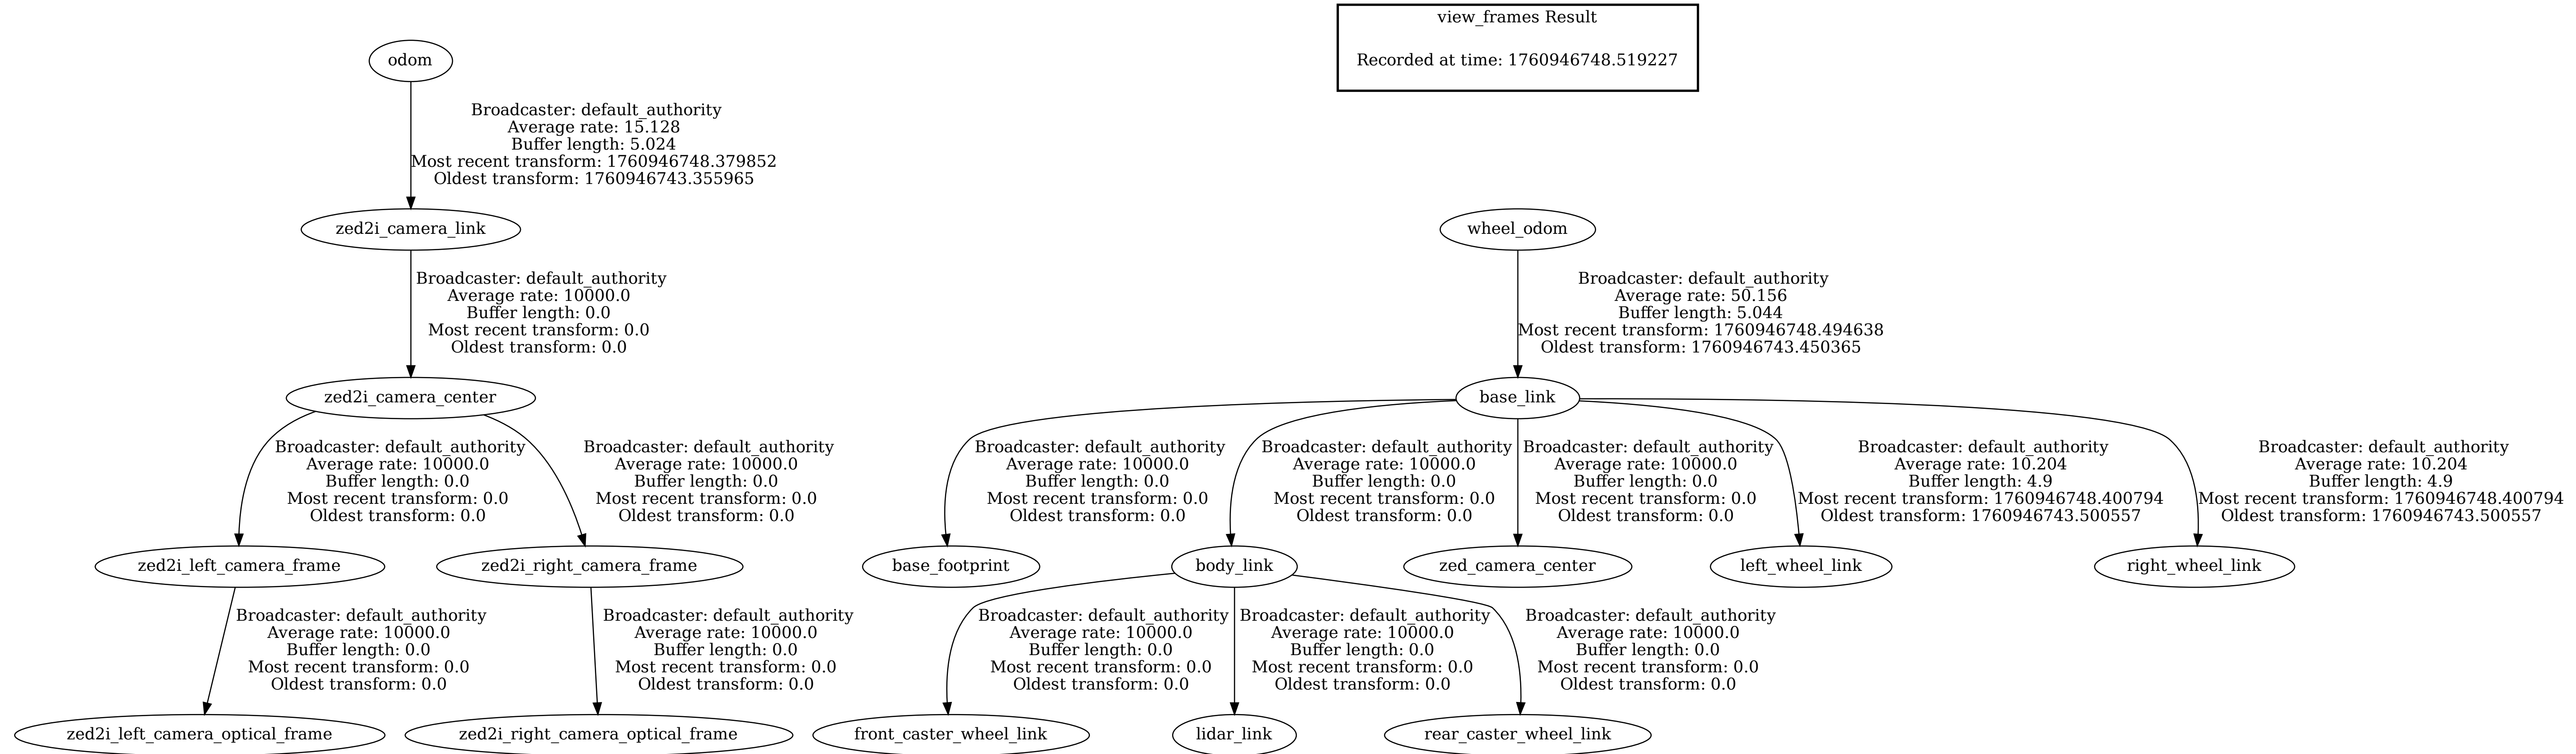 view_frames Result
Recorded at time: 1760946748.519227
odom
Broadcaster: default_authority
Average rate: 15.128
Buffer length: 5.024
Most recent transform: 1760946748.379852
Oldest transform: 1760946743.355965
zed2i_camera_link
Broadcaster: default_authority
Average rate: 10000.0
Buffer length: 0.0
Most recent transform: 0.0
Oldest transform: 0.0
zed2i_camera_center
Broadcaster: default_authority
Average rate: 10000.0
Buffer length: 0.0
Most recent transform: 0.0
Oldest transform: 0.0
Broadcaster: default_authority
Average rate: 10000.0
Buffer length: 0.0
Most recent transform: 0.0
Oldest transform: 0.0
zed2i_left_camera_frame
zed2i_right_camera_frame
Broadcaster: default_authority
Average rate: 10000.0
Buffer length: 0.0
Most recent transform: 0.0
Oldest transform: 0.0
Broadcaster: default_authority
Average rate: 10000.0
Buffer length: 0.0
Most recent transform: 0.0
Oldest transform: 0.0
zed2i_left_camera_optical_frame
zed2i_right_camera_optical_frame
wheel_odom
Broadcaster: default_authority
Average rate: 50.156
Buffer length: 5.044
Most recent transform: 1760946748.494638
Oldest transform: 1760946743.450365
base_link
Broadcaster: default_authority
Average rate: 10000.0
Buffer length: 0.0
Most recent transform: 0.0
Oldest transform: 0.0
Broadcaster: default_authority
Average rate: 10000.0
Buffer length: 0.0
Most recent transform: 0.0
Oldest transform: 0.0
Broadcaster: default_authority
Average rate: 10000.0
Buffer length: 0.0
Most recent transform: 0.0
Oldest transform: 0.0
Broadcaster: default_authority
Average rate: 10.204
Buffer length: 4.9
Most recent transform: 1760946748.400794
Oldest transform: 1760946743.500557
Broadcaster: default_authority
Average rate: 10.204
Buffer length: 4.9
Most recent transform: 1760946748.400794
Oldest transform: 1760946743.500557
base_footprint
body_link
zed_camera_center
left_wheel_link
right_wheel_link
Broadcaster: default_authority
Average rate: 10000.0
Buffer length: 0.0
Most recent transform: 0.0
Oldest transform: 0.0
Broadcaster: default_authority
Average rate: 10000.0
Buffer length: 0.0
Most recent transform: 0.0
Oldest transform: 0.0
Broadcaster: default_authority
Average rate: 10000.0
Buffer length: 0.0
Most recent transform: 0.0
Oldest transform: 0.0
front_caster_wheel_link
lidar_link
rear_caster_wheel_link